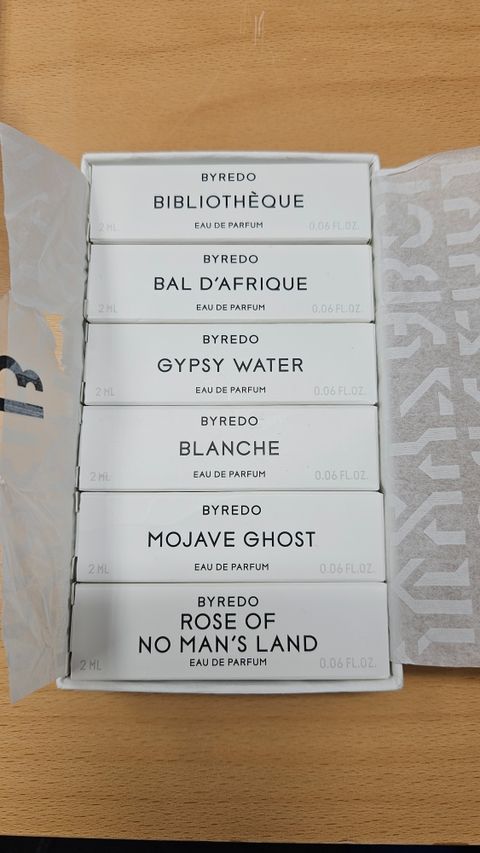 BYREDO
BIBLIOTHÈQUE
2 ML EAU DE PARFUM 0.06 FL.OZ.
BYREDO
BAL D'AFRIQUE
2 ML EAU DE PARFUM 0.06 FL.OZ.
BYREDO
GYPSY WATER
2 ML EAU DE PARFUM 0.06 FL.OZ.
BYREDO
BLANCHE
2 ML EAU DE PARFUM 0.06 FL.OZ.
BYREDO
MOJAVE GHOST
2 ML EAU DE PARFUM 0.06 FL.OZ.
BYREDO
ROSE OF
NO MAN'S LAND
2 ML EAU DE PARFUM 0.06 FL.OZ.